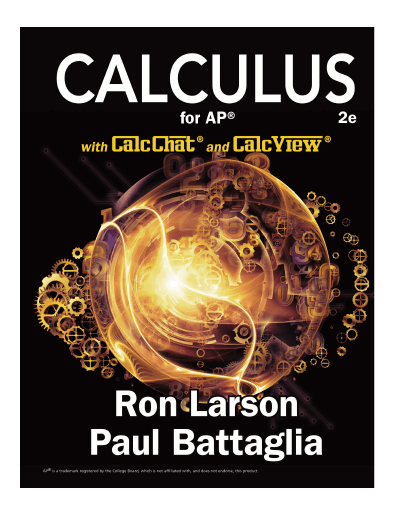 CALCULUS
for AP® 2e
with CalcChat® and CalcView®
Ron Larson
Paul Battaglia
AP® is a trademark registered by the College Board, which is not affiliated with, and does not endorse, this product.